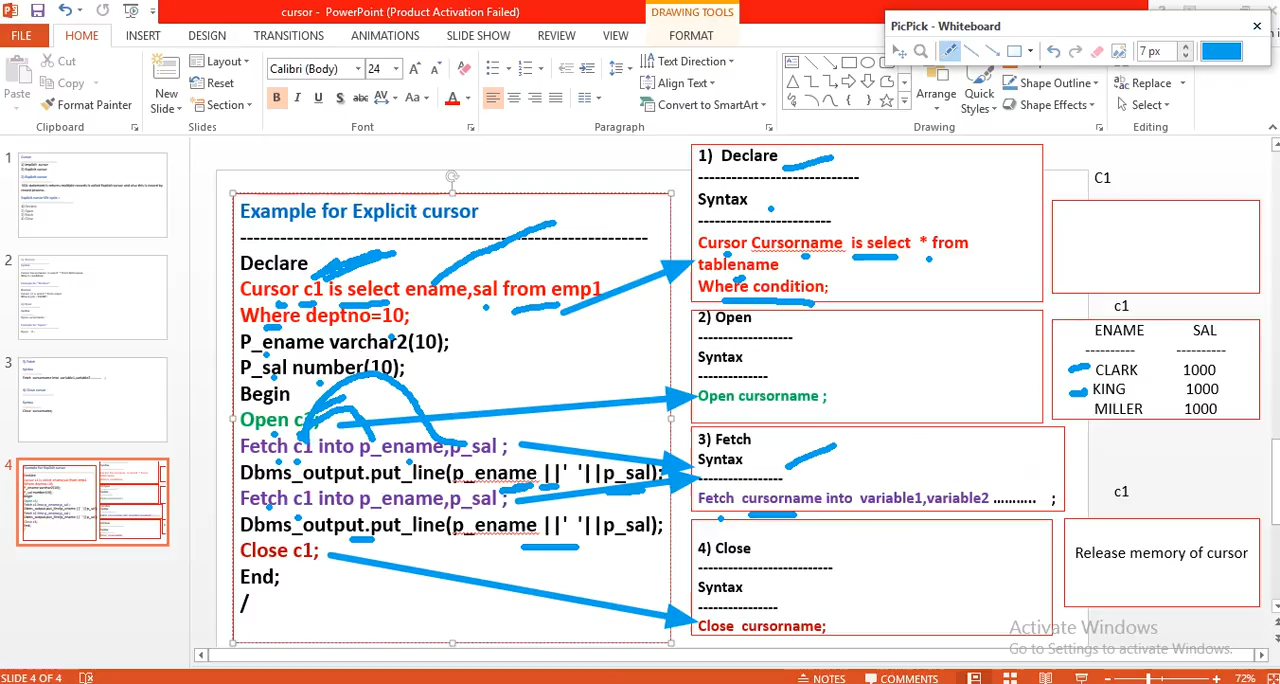 cursor - PowerPoint (Product Activation Failed)
DRAWING TOOLS
PicPick - Whiteboard
FILE HOME INSERT DESIGN TRANSITIONS ANIMATIONS SLIDE SHOW REVIEW VIEW FORMAT
7 px
Paste
Cut
Copy
Format Painter
New
Slide
Layout
Reset
Section
Calibri (Body) 24
B I U S abc AV Aa A
Text Direction
Align Text
Convert to SmartArt
Arrange
Quick
Styles
Shape Outline
Shape Effects
Replace
Select
Clipboard Slides Font Paragraph Drawing Editing
1
2
3
4
Example for Explicit cursor
----------------------------------------------------------
Declare
Cursor c1 is select ename,sal from emp1
Where deptno=10;
P_ename varchar2(10);
P_sal number(10);
Begin
Open c1;
Fetch c1 into p_ename,p_sal ;
Dbms_output.put_line(p_ename ||' '||p_sal);
Fetch c1 into p_ename,p_sal ;
Dbms_output.put_line(p_ename ||' '||p_sal);
Close c1;
End;
/
1) Declare
-----------------------------
Syntax
------------------------
Cursor Cursorname is select * from
tablename
Where condition;
2) Open
-------------------
Syntax
--------------
Open cursorname ;
3) Fetch
Syntax
-----------------
Fetch cursorname into variable1,variable2 .......... ;
4) Close
---------------------------
Syntax
----------------
Close cursorname;
C1
c1
ENAME SAL
---------- ----------
CLARK 1000
KING 1000
MILLER 1000
c1
Release memory of cursor
Activate Windows
Go to Settings to activate Windows.
SLIDE 4 OF 4
NOTES
COMMENTS
72%